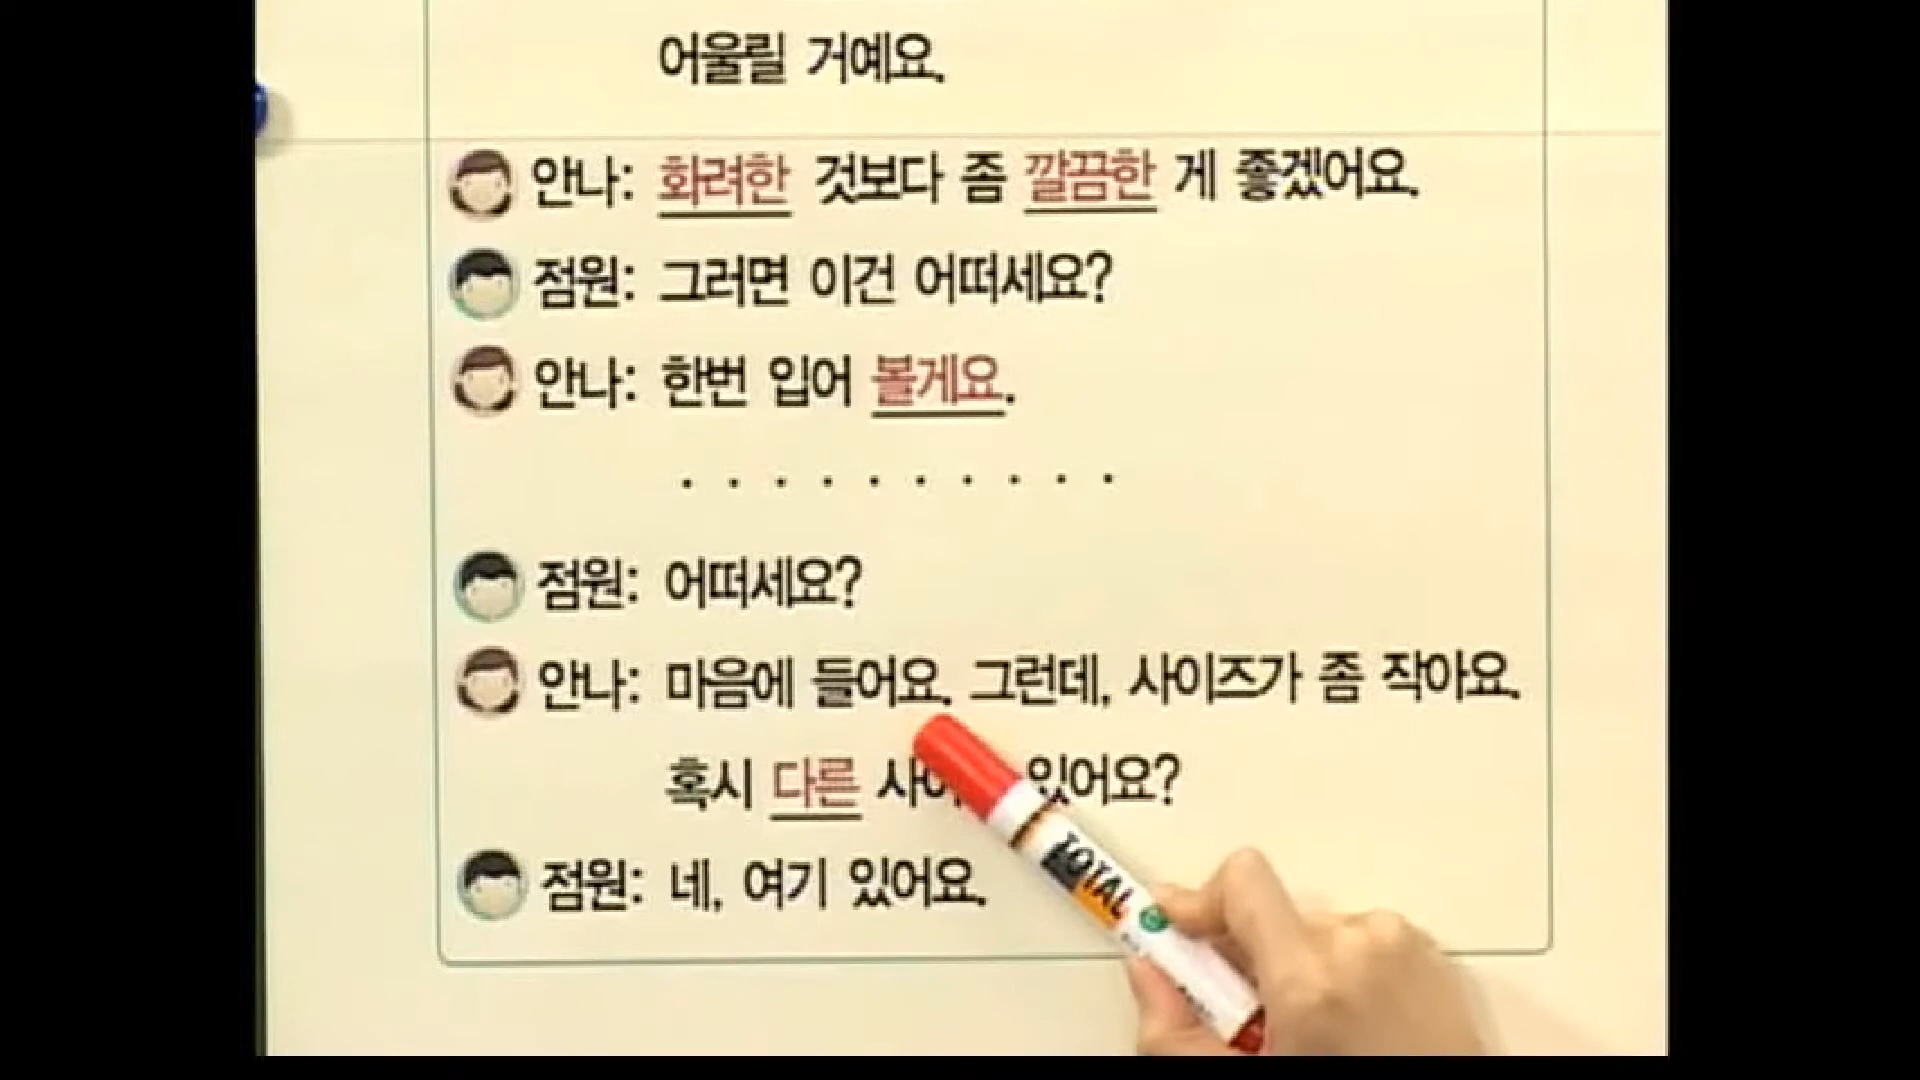 어울릴 거예요.
안나: 화려한 것보다 좀 깔끔한 게 좋겠어요.
점원: 그러면 이건 어떠세요?
안나: 한번 입어 볼게요.
. . . . . . . . . .
점원: 어떠세요?
안나: 마음에 들어요. 그런데, 사이즈가 좀 작아요.
혹시 다른 있어요?
점원: 네, 여기 있어요.
TOTAL